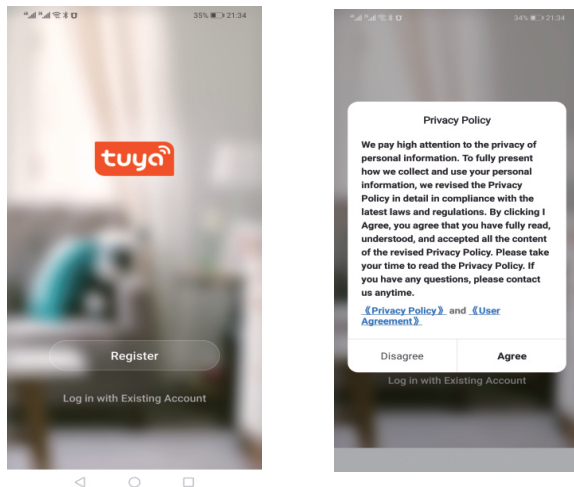 35% 21:34
tuya
Register
Log in with Existing Account
34% 21:34
Privacy Policy
We pay high attention to the privacy of
personal information. To fully present
how we collect and use your personal
information, we revised the Privacy
Policy in detail in compliance with the
latest laws and regulations. By clicking I
Agree, you agree that you have fully read,
understood, and accepted all the content
of the revised Privacy Policy. Please take
your time to read the Privacy Policy. If
you have any questions, please contact
us anytime.
《Privacy Policy》 and 《User
Agreement》
Disagree Agree
Log in with Existing Account